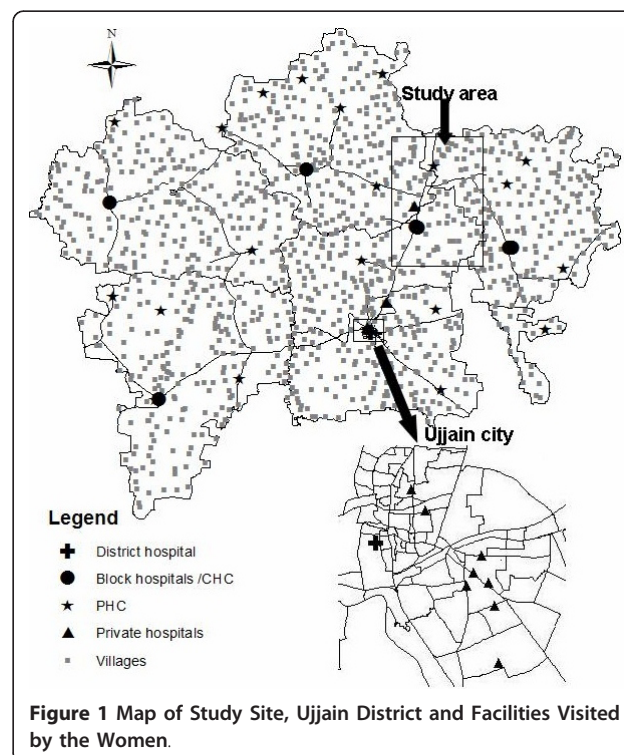 N
Study area
Ujjain city
Legend
District hospital
Block hospitals /CHC
PHC
Private hospitals
Villages
Figure 1 Map of Study Site, Ujjain District and Facilities Visited
by the Women.